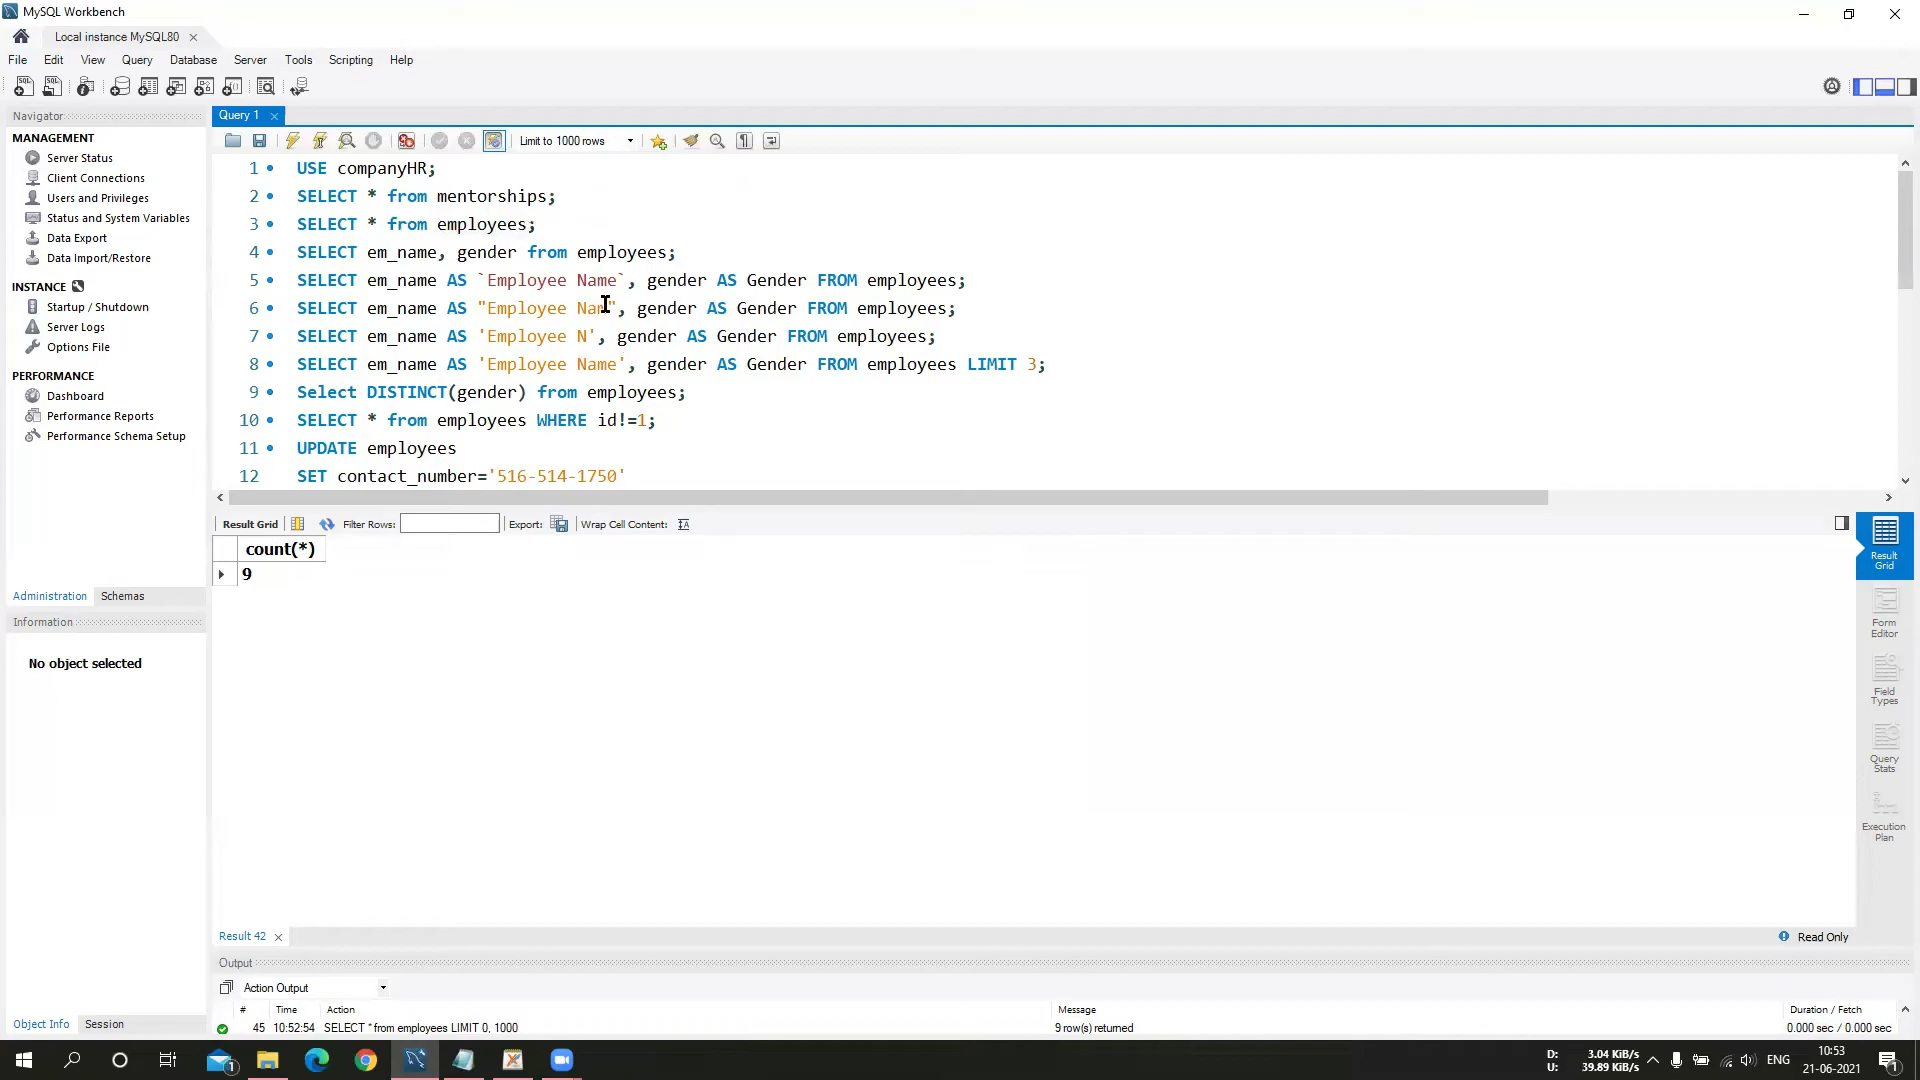 MySQL Workbench
Local instance MySQL80
File Edit View Query Database Server Tools Scripting Help
Navigator
MANAGEMENT
Server Status
Client Connections
Users and Privileges
Status and System Variables
Data Export
Data Import/Restore
INSTANCE
Startup / Shutdown
Server Logs
Options File
PERFORMANCE
Dashboard
Performance Reports
Performance Schema Setup
Administration Schemas
Information
No object selected
Object Info Session
Query 1
Limit to 1000 rows
1 USE companyHR;
2 SELECT * from mentorships;
3 SELECT * from employees;
4 SELECT em_name, gender from employees;
5 SELECT em_name AS `Employee Name`, gender AS Gender FROM employees;
6 SELECT em_name AS "Employee Nam", gender AS Gender FROM employees;
7 SELECT em_name AS 'Employee N', gender AS Gender FROM employees;
8 SELECT em_name AS 'Employee Name', gender AS Gender FROM employees LIMIT 3;
9 Select DISTINCT(gender) from employees;
10 SELECT * from employees WHERE id!=1;
11 UPDATE employees
12 SET contact_number='516-514-1750'
Result Grid Filter Rows: Export: Wrap Cell Content:
count(*)
9
Result Grid
Form Editor
Field Types
Query Stats
Execution Plan
Result 42
Read Only
Output
Action Output
# Time Action Message Duration / Fetch
45 10:52:54 SELECT * from employees LIMIT 0, 1000 9 row(s) returned 0.000 sec / 0.000 sec
D: 3.04 KiB/s
U: 39.89 KiB/s
ENG
10:53
21-06-2021
1
1